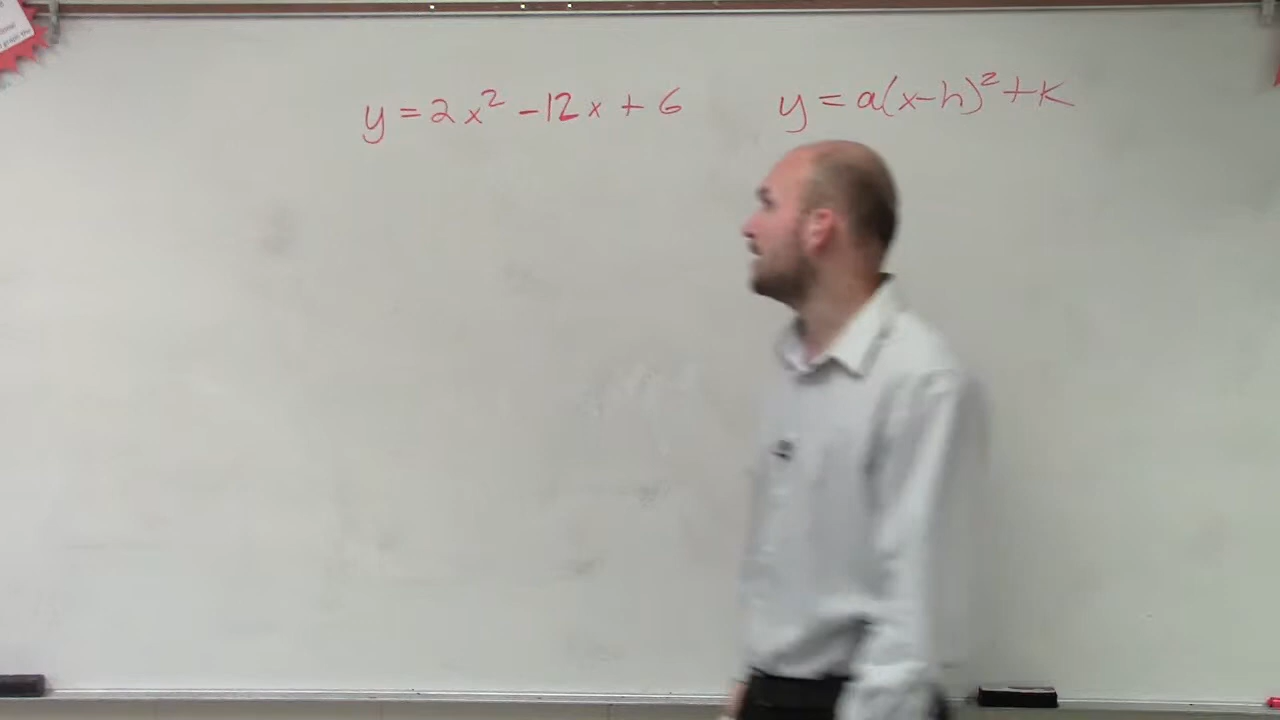 y = 2x² - 12x + 6
y = a(x-h)² + k